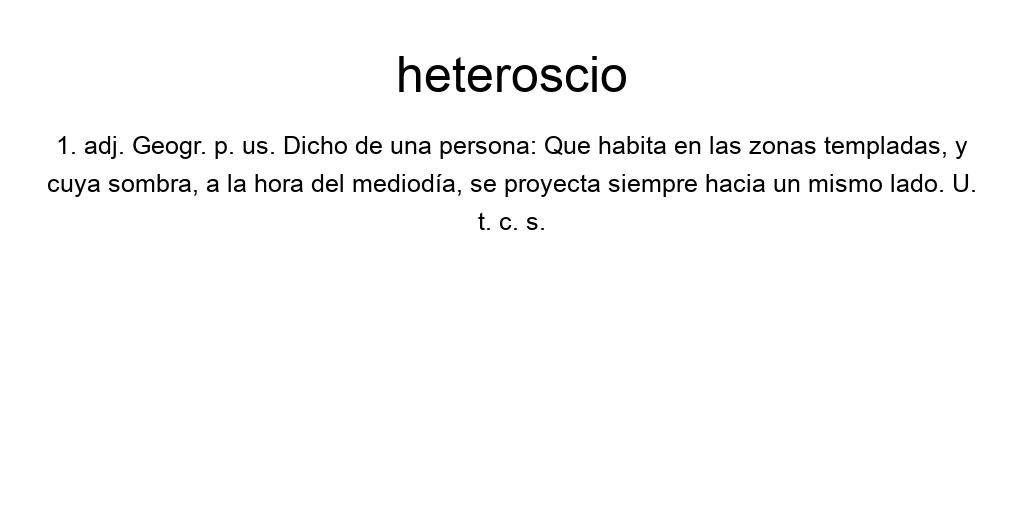 heteroscio
1. adj. Geogr. p. us. Dicho de una persona: Que habita en las zonas templadas, y
cuya sombra, a la hora del mediodía, se proyecta siempre hacia un mismo lado. U.
t. c. s.